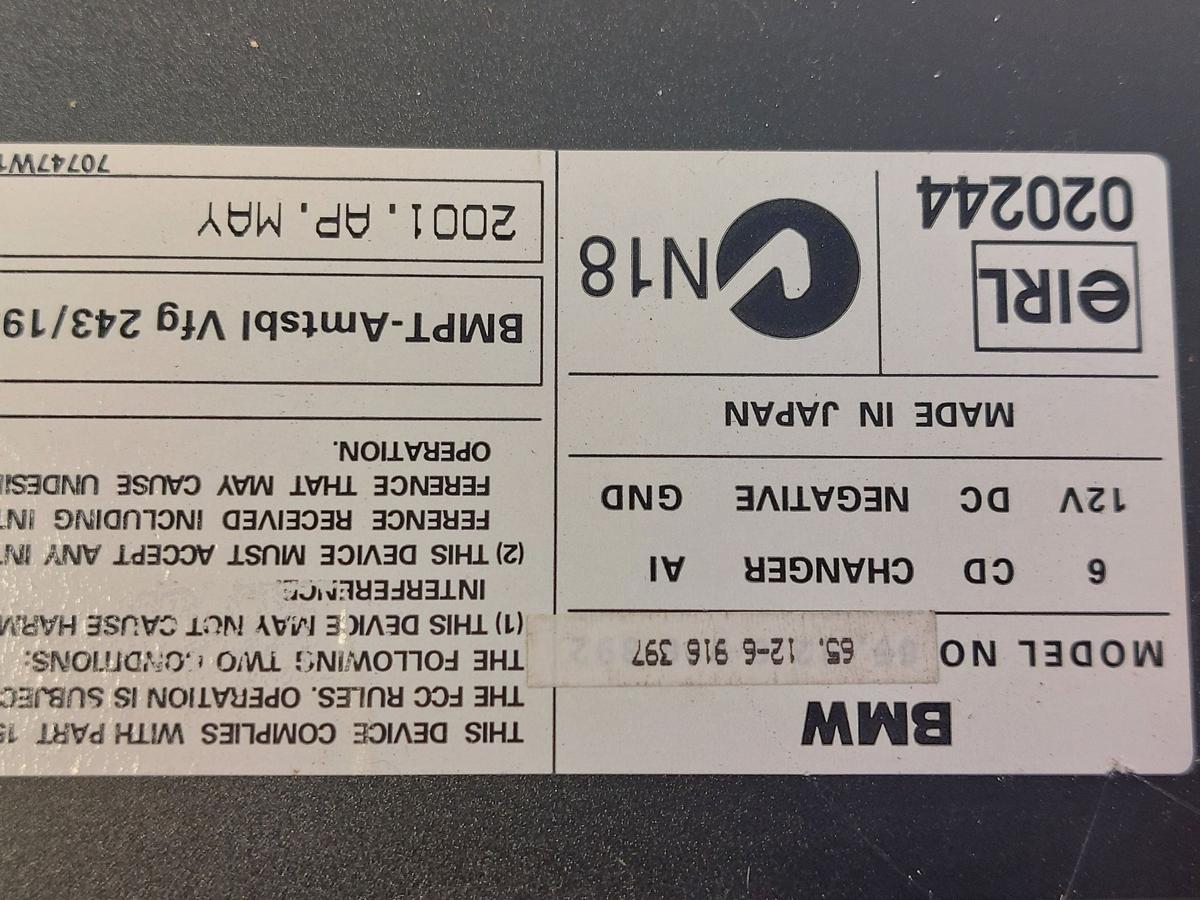 BMW
MODEL NO 65. 12-6 916 397
6 CD CHANGER AI
12V DC NEGATIVE GND
MADE IN JAPAN
eIRL
020244
N18
THIS DEVICE COMPLIES WITH PART 15
THE FCC RULES. OPERATION IS SUBJEC
THE FOLLOWING TWO CONDITIONS:
(1) THIS DEVICE MAY NOT CAUSE HARM
INTERFERENCE.
(2) THIS DEVICE MUST ACCEPT ANY INT
FERENCE RECEIVED INCLUDING INT
FERENCE THAT MAY CAUSE UNDESI
OPERATION.
BMPT-Amtsbl Vfg 243/19
2001. AP. MAY
70747W1